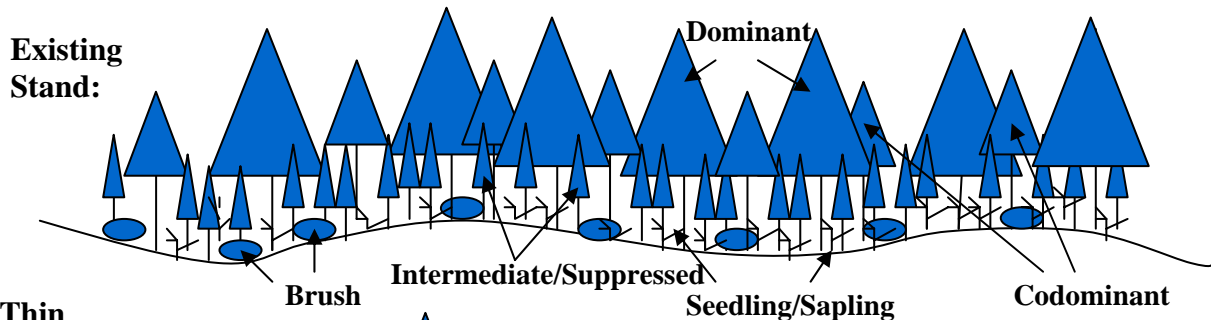 Existing
Stand:
Dominant
Intermediate/Suppressed
Brush
Seedling/Sapling
Codominant
Thin